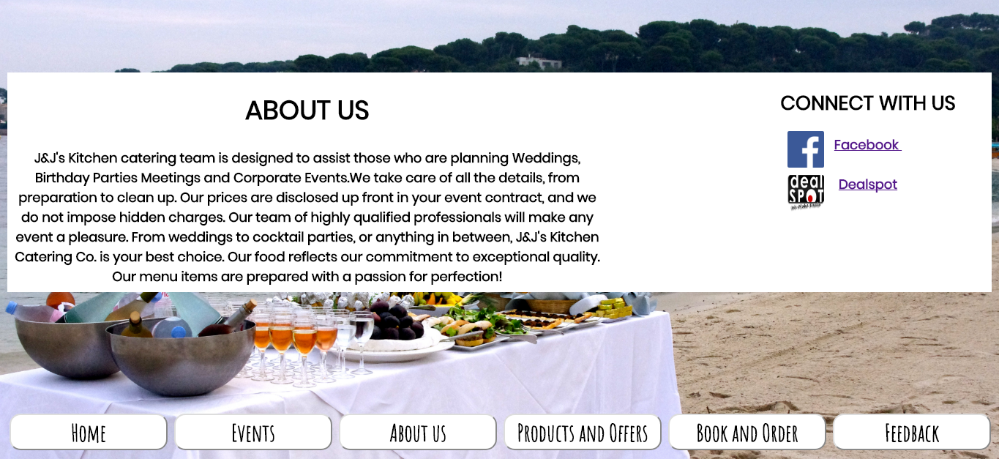 ABOUT US
J&J's Kitchen catering team is designed to assist those who are planning Weddings,
Birthday Parties Meetings and Corporate Events.We take care of all the details, from
preparation to clean up. Our prices are disclosed up front in your event contract, and we
do not impose hidden charges. Our team of highly qualified professionals will make any
event a pleasure. From weddings to cocktail parties, or anything in between, J&J's Kitchen
Catering Co. is your best choice. Our food reflects our commitment to exceptional quality.
Our menu items are prepared with a passion for perfection!
CONNECT WITH US
f Facebook
deal
SPOT
We Make Deals
Dealspot
Home
Events
About us
Products and Offers
Book and Order
Feedback